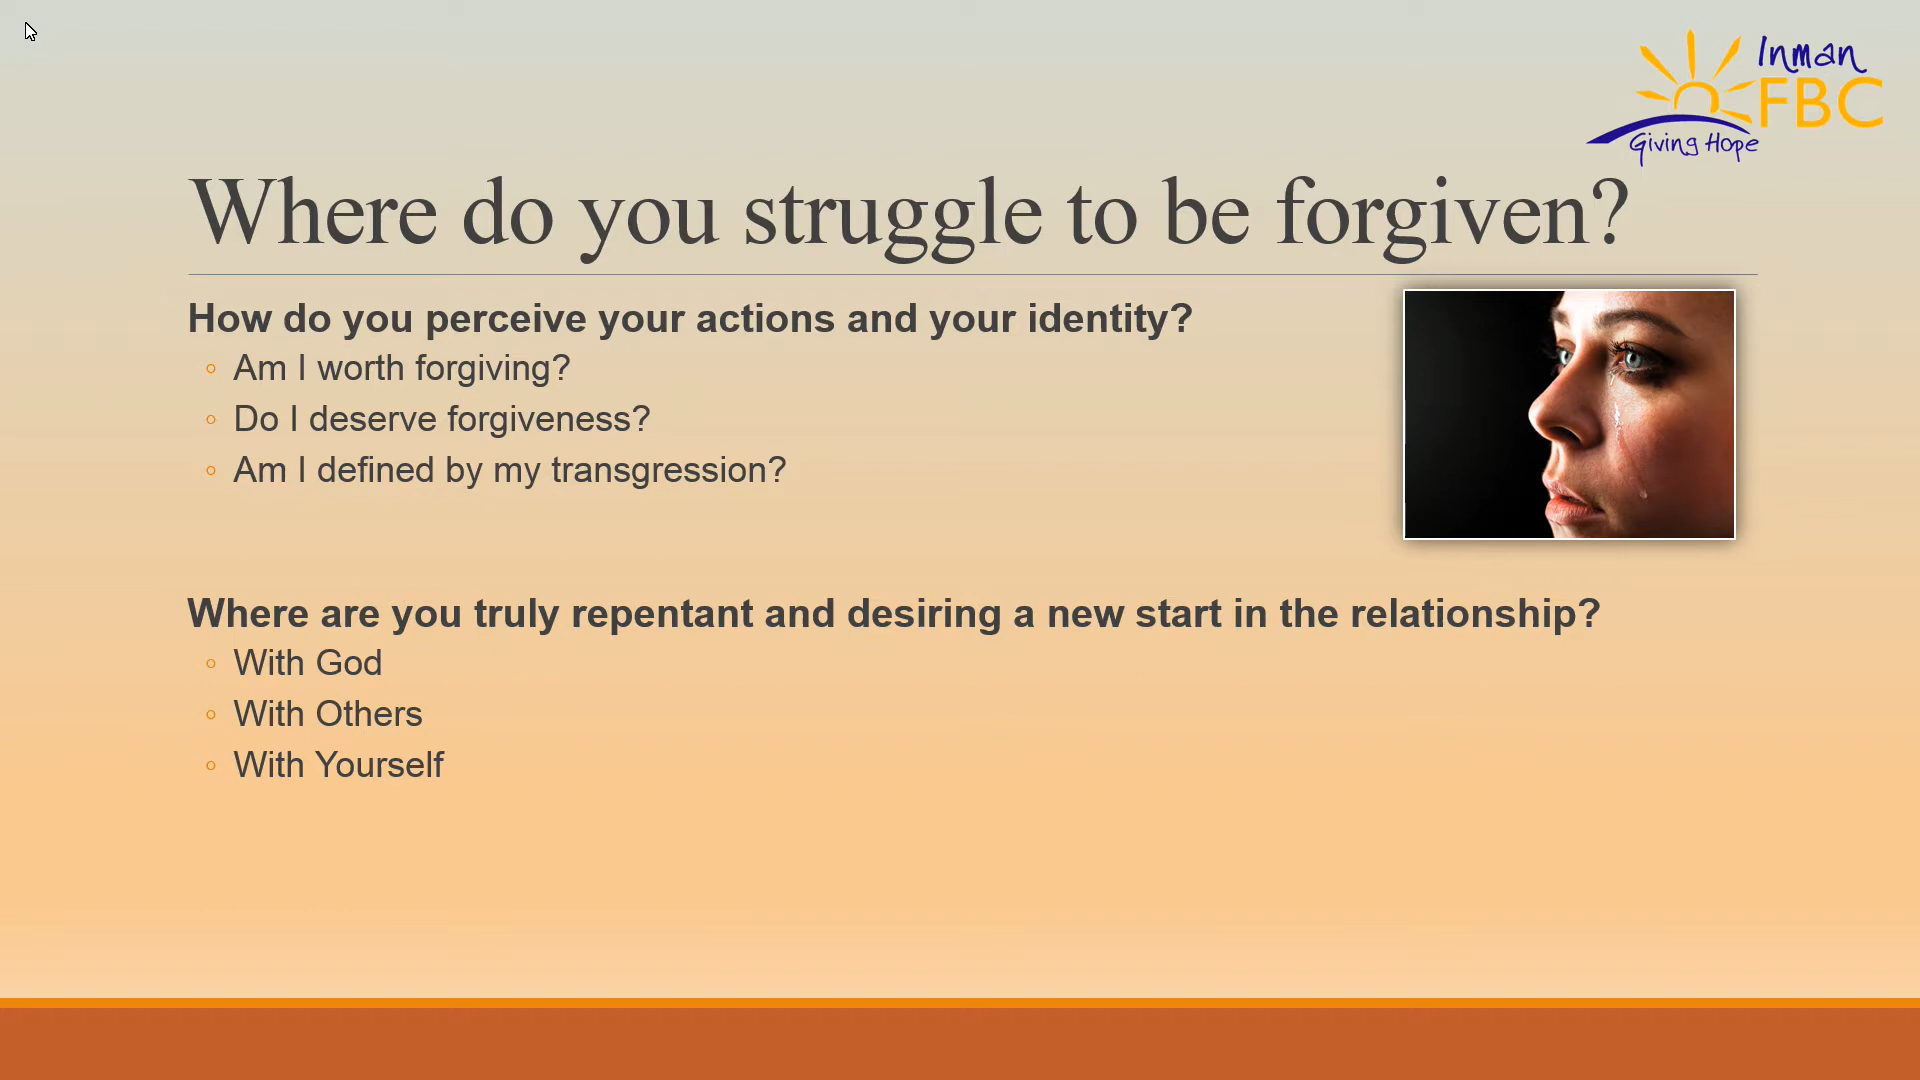 Inman
FBC
Giving Hope
Where do you struggle to be forgiven?
How do you perceive your actions and your identity?
◦ Am I worth forgiving?
◦ Do I deserve forgiveness?
◦ Am I defined by my transgression?
Where are you truly repentant and desiring a new start in the relationship?
◦ With God
◦ With Others
◦ With Yourself